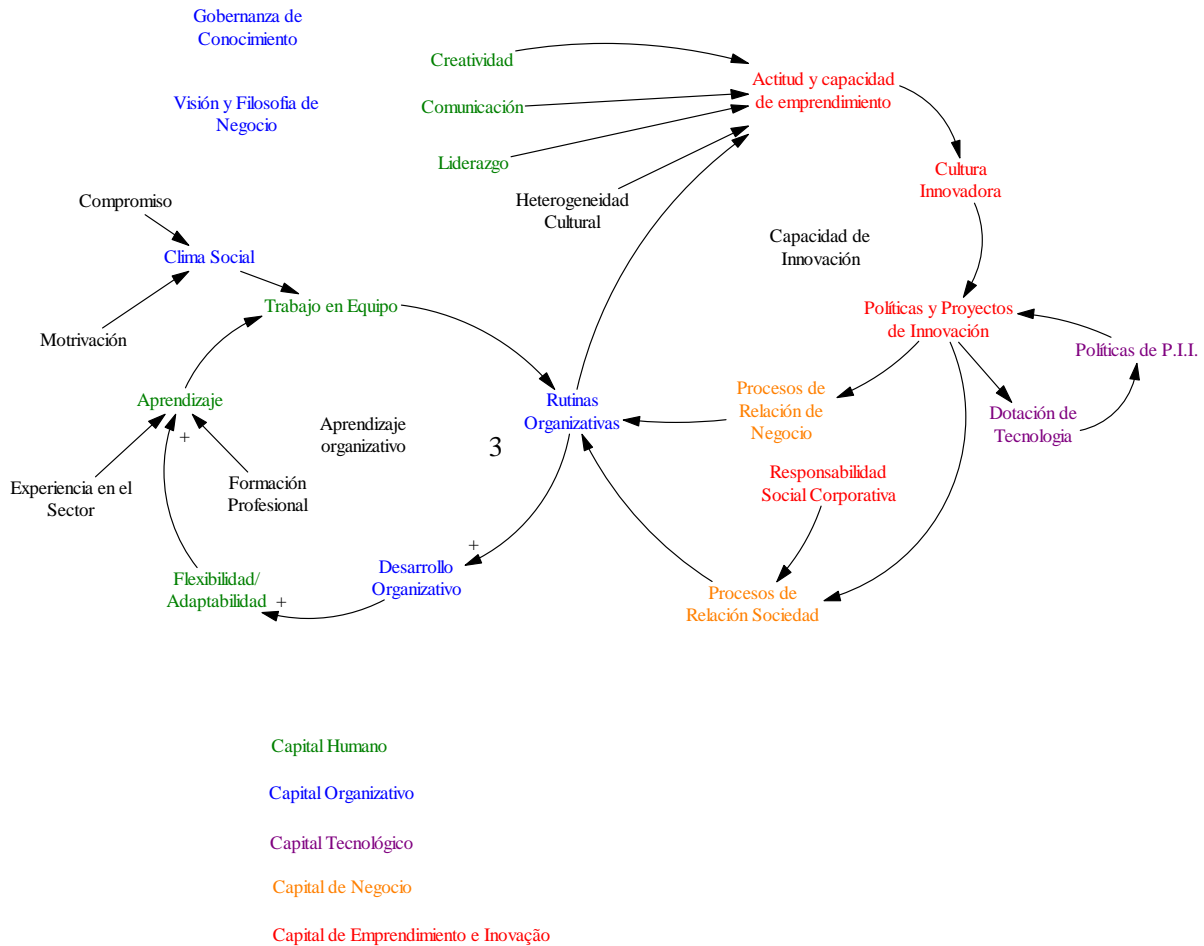 Gobernanza de
Conocimiento
Creatividad
Actitud y capacidad
de emprendimiento
Visión y Filosofia de
Negocio
Comunicación
Liderazgo
Cultura
Innovadora
Heterogeneidad
Cultural
Compromiso
Capacidad de
Innovación
Clima Social
Trabajo en Equipo
Políticas y Proyectos
de Innovación
Motrivación
Políticas de P.I.I.
Procesos de
Relación de
Negocio
Aprendizaje
Rutinas
Organizativas
Dotación de
Tecnologia
Aprendizaje
organizativo
+
3
Experiencia en el
Sector
Formación
Profesional
Responsabilidad
Social Corporativa
+
Desarrollo
Organizativo
Flexibilidad/
Adaptabilidad
+
Procesos de
Relación Sociedad
Capital Humano
Capital Organizativo
Capital Tecnológico
Capital de Negocio
Capital de Emprendimiento e Inovação